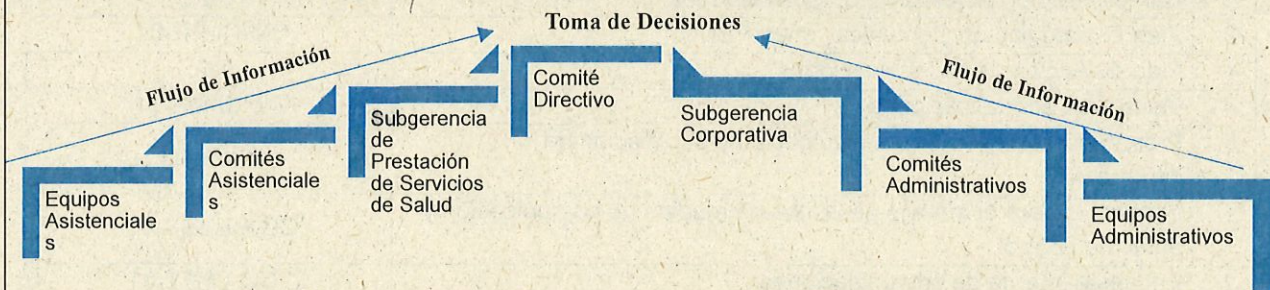 Toma de Decisiones
Flujo de Información
Flujo de Información
Equipos
Asistenciale
s
Comités
Asistenciale
s
Subgerencia
de
Prestación
de Servicios
de Salud
Comité
Directivo
Subgerencia
Corporativa
Comités
Administrativos
Equipos
Administrativos